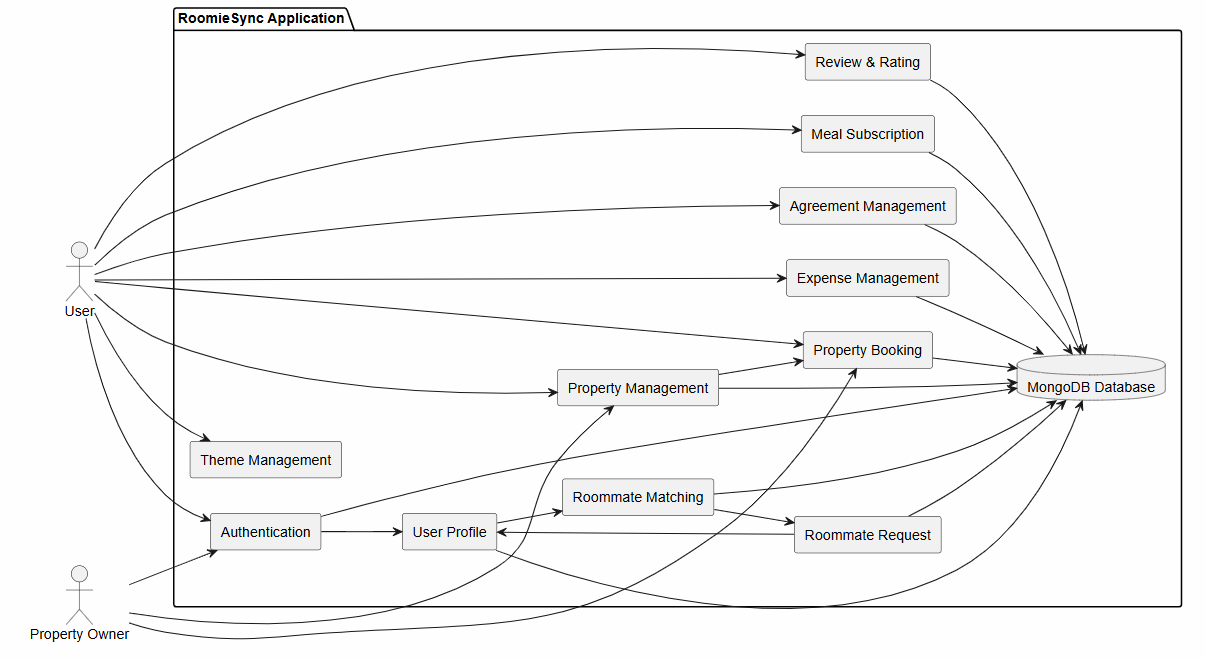 RoomieSync Application
Review & Rating
Meal Subscription
Agreement Management
Expense Management
User
Property Booking
Property Management
MongoDB Database
Theme Management
Roommate Matching
Authentication
User Profile
Roommate Request
Property Owner